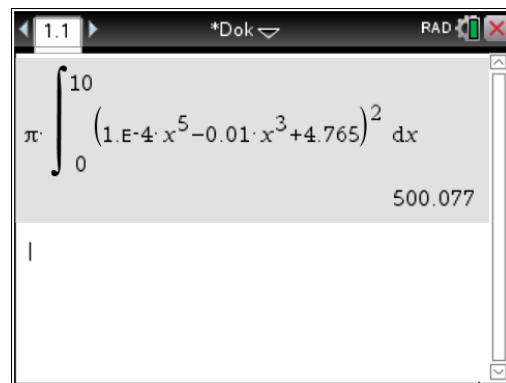 1.1 *Dok RAD
π· ∫₀¹⁰ (1.ᴇ-4· x⁵-0.01· x³+4.765)² dx
500.077